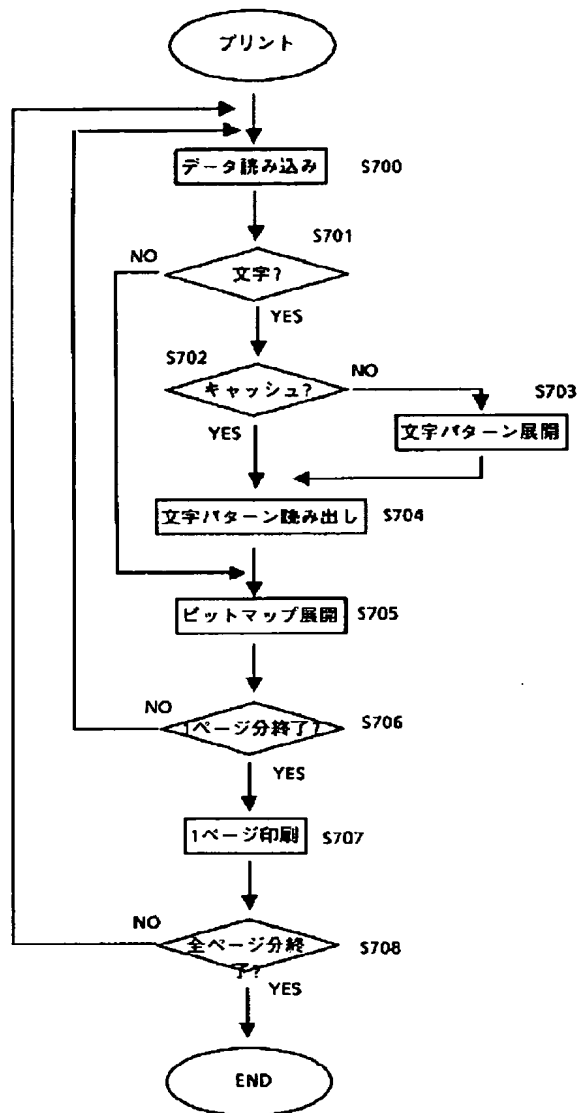 プリント
データ読み込み S700
S701
NO
文字?
YES
S702
キャッシュ?
NO
S703
YES
文字パターン展開
文字パターン読み出し S704
ビットマップ展開 S705
NO
1ページ分終了? S706
YES
1ページ印刷 S707
NO
全ページ分終 S708
了?
YES
END